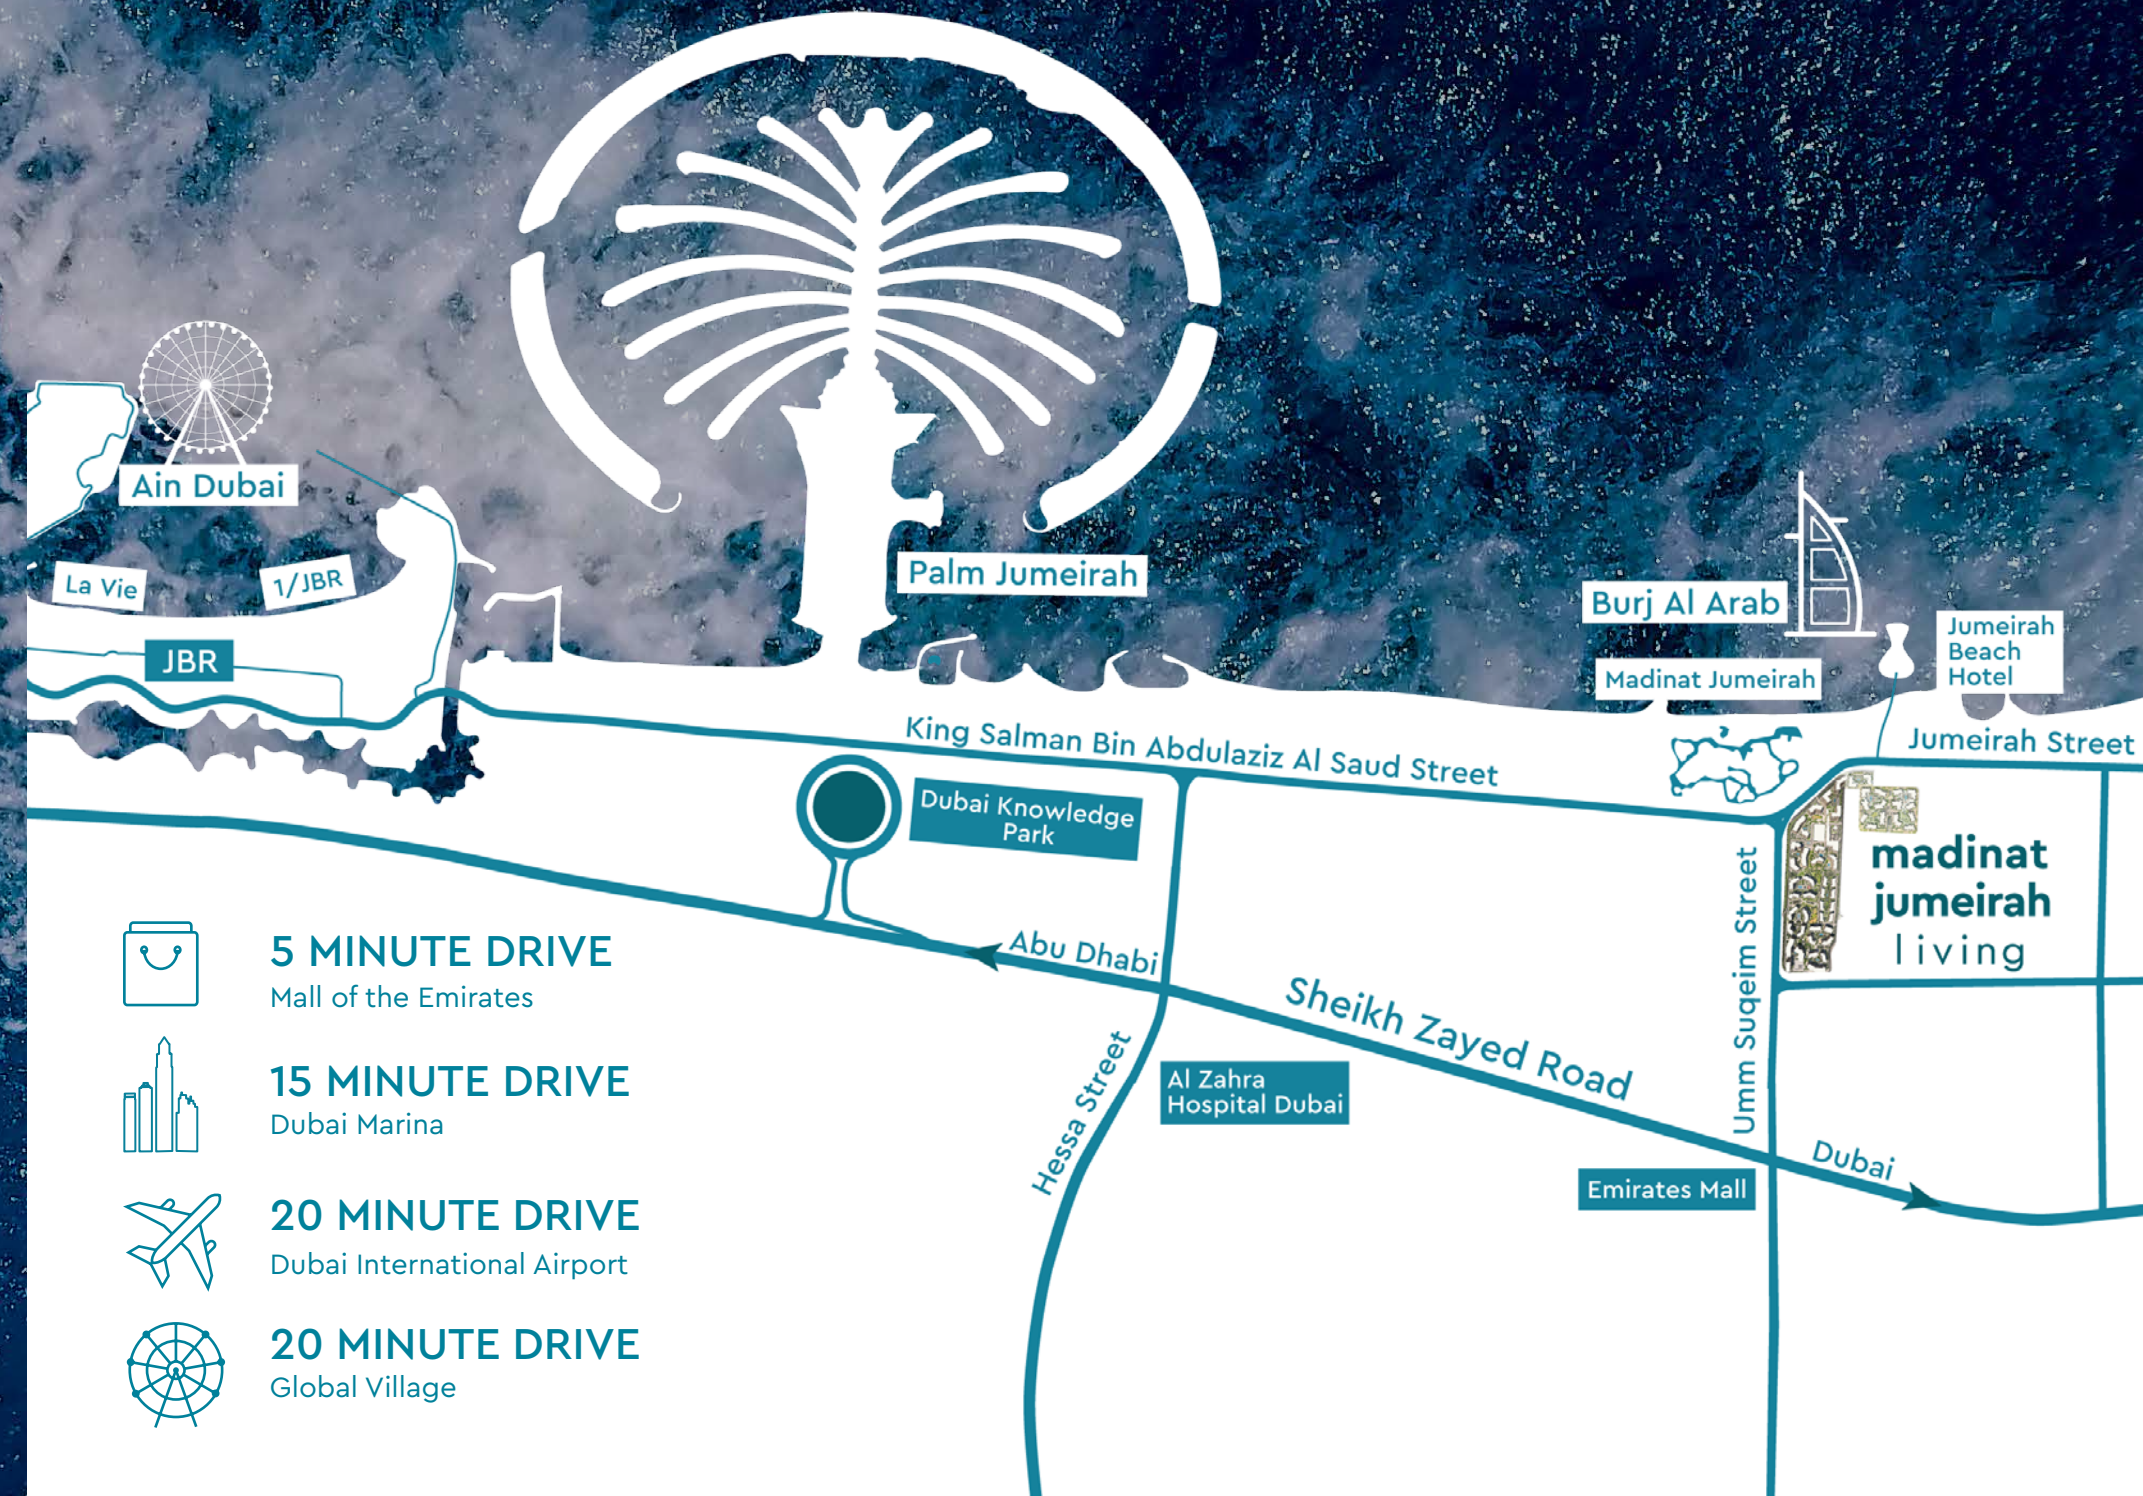 Ain Dubai
La Vie
1/JBR
JBR
Palm Jumeirah
Burj Al Arab
Madinat Jumeirah
Jumeirah
Beach
Hotel
King Salman Bin Abdulaziz Al Saud Street
Jumeirah Street
Dubai Knowledge
Park
madinat
jumeirah
living
Umm Suqeim Street
Abu Dhabi
Sheikh Zayed Road
Hessa Street
Al Zahra
Hospital Dubai
Dubai
Emirates Mall
5 MINUTE DRIVE
Mall of the Emirates
15 MINUTE DRIVE
Dubai Marina
20 MINUTE DRIVE
Dubai International Airport
20 MINUTE DRIVE
Global Village